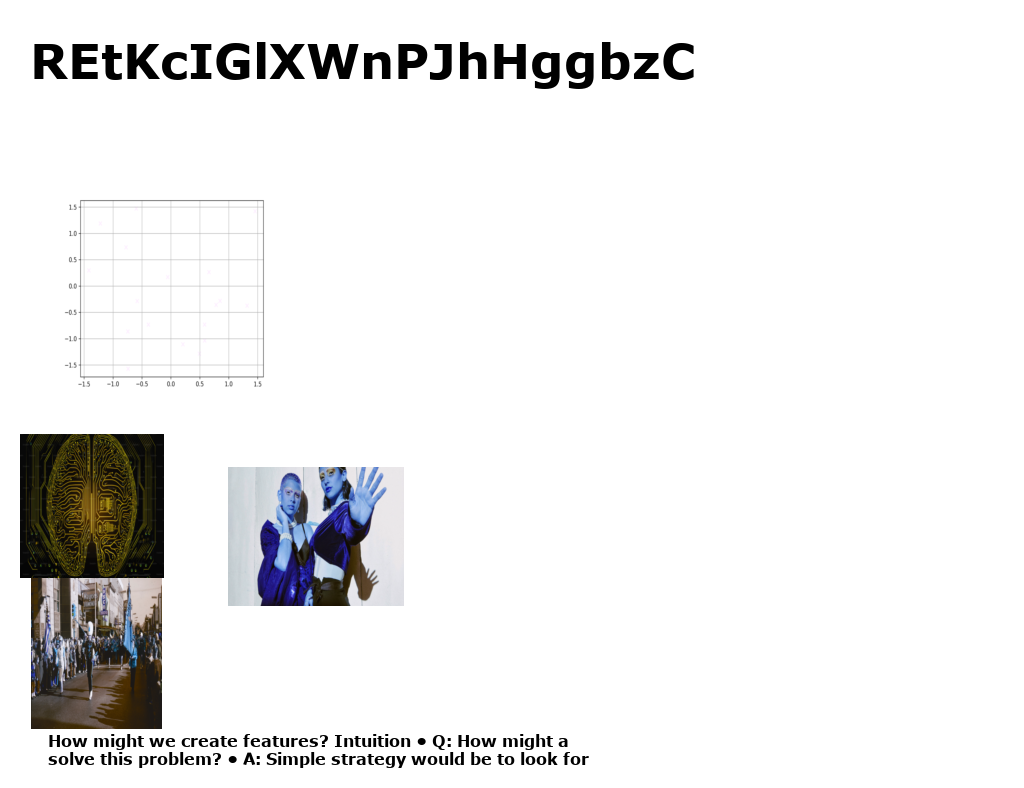 REtKcIGlXWnPJhHggbzC
1.5
1.0
0.5
0.0
−0.5
−1.0
−1.5
−1.5 −1.0 −0.5 0.0 0.5 1.0 1.5
How might we create features? Intuition • Q: How might a
solve this problem? • A: Simple strategy would be to look for